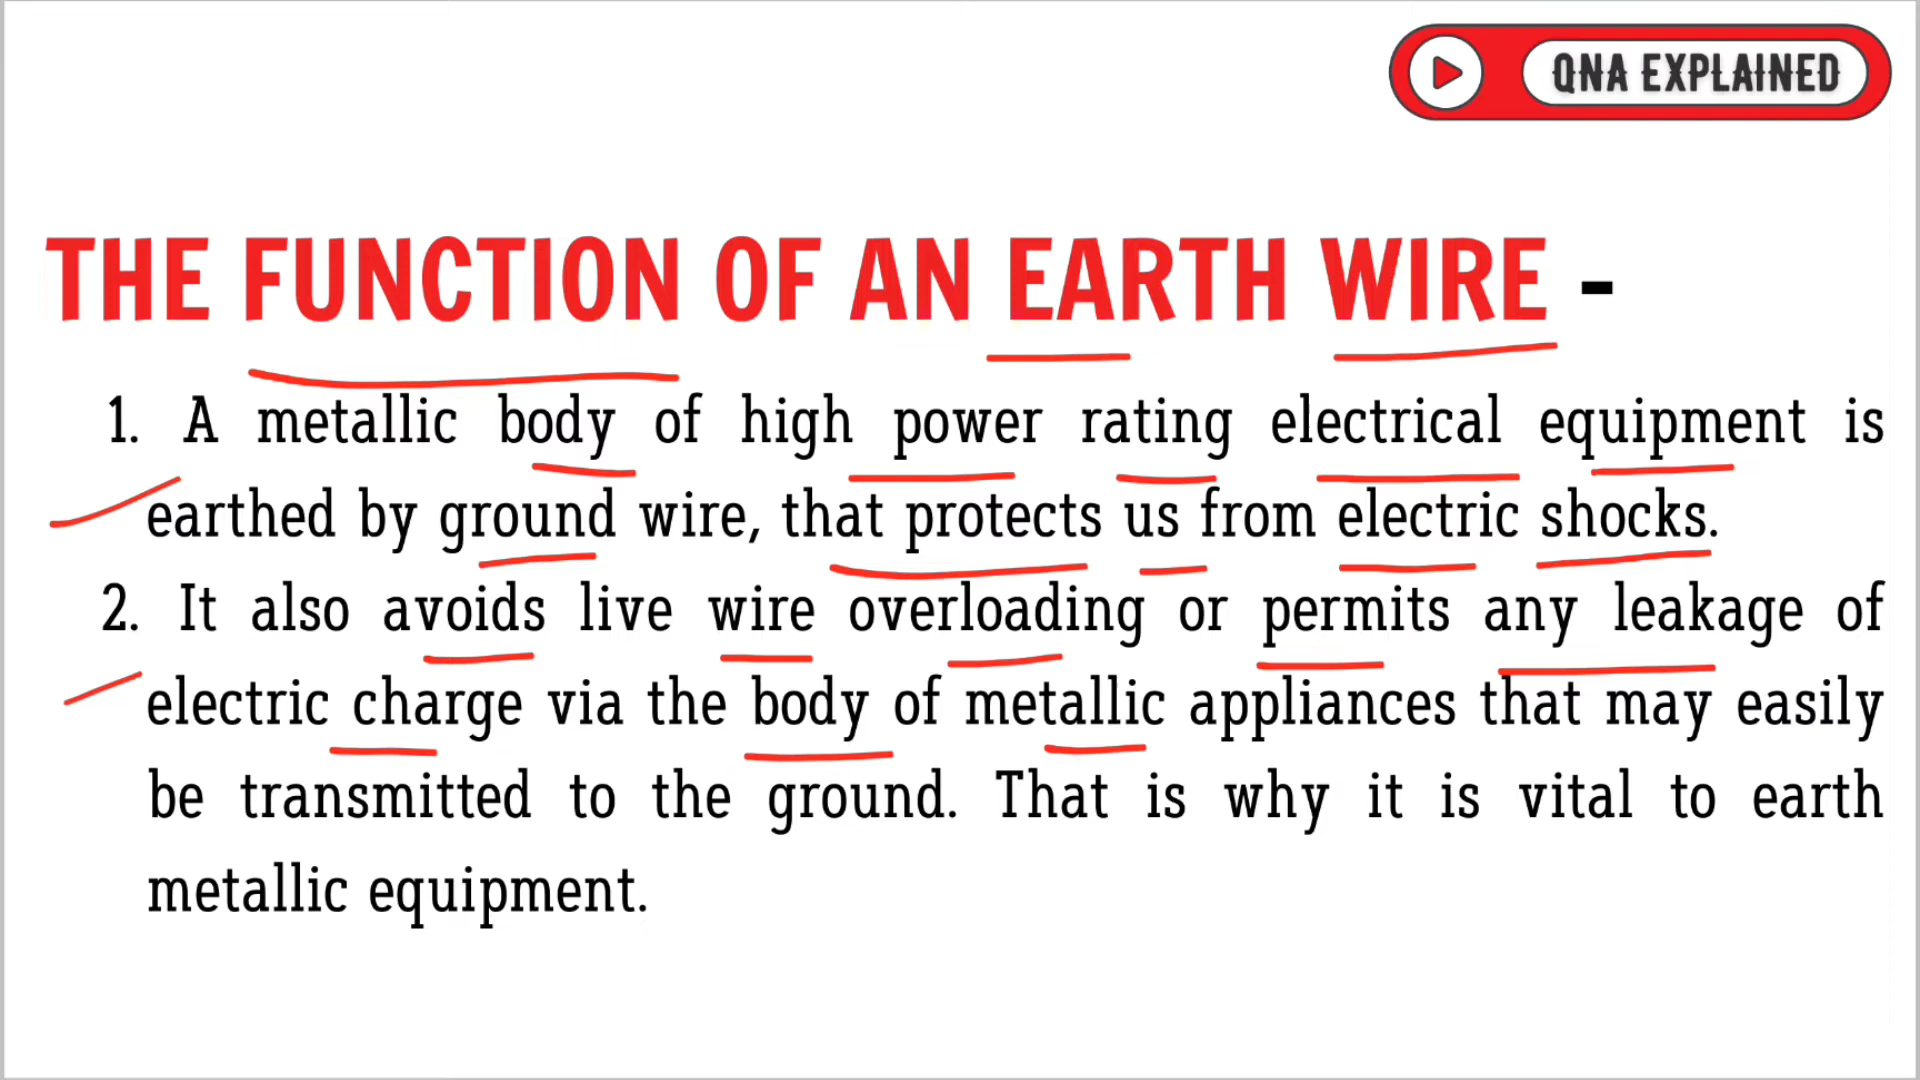 QNA EXPLAINED
THE FUNCTION OF AN EARTH WIRE -
1. A metallic body of high power rating electrical equipment is
earthed by ground wire, that protects us from electric shocks.
2. It also avoids live wire overloading or permits any leakage of
electric charge via the body of metallic appliances that may easily
be transmitted to the ground. That is why it is vital to earth
metallic equipment.